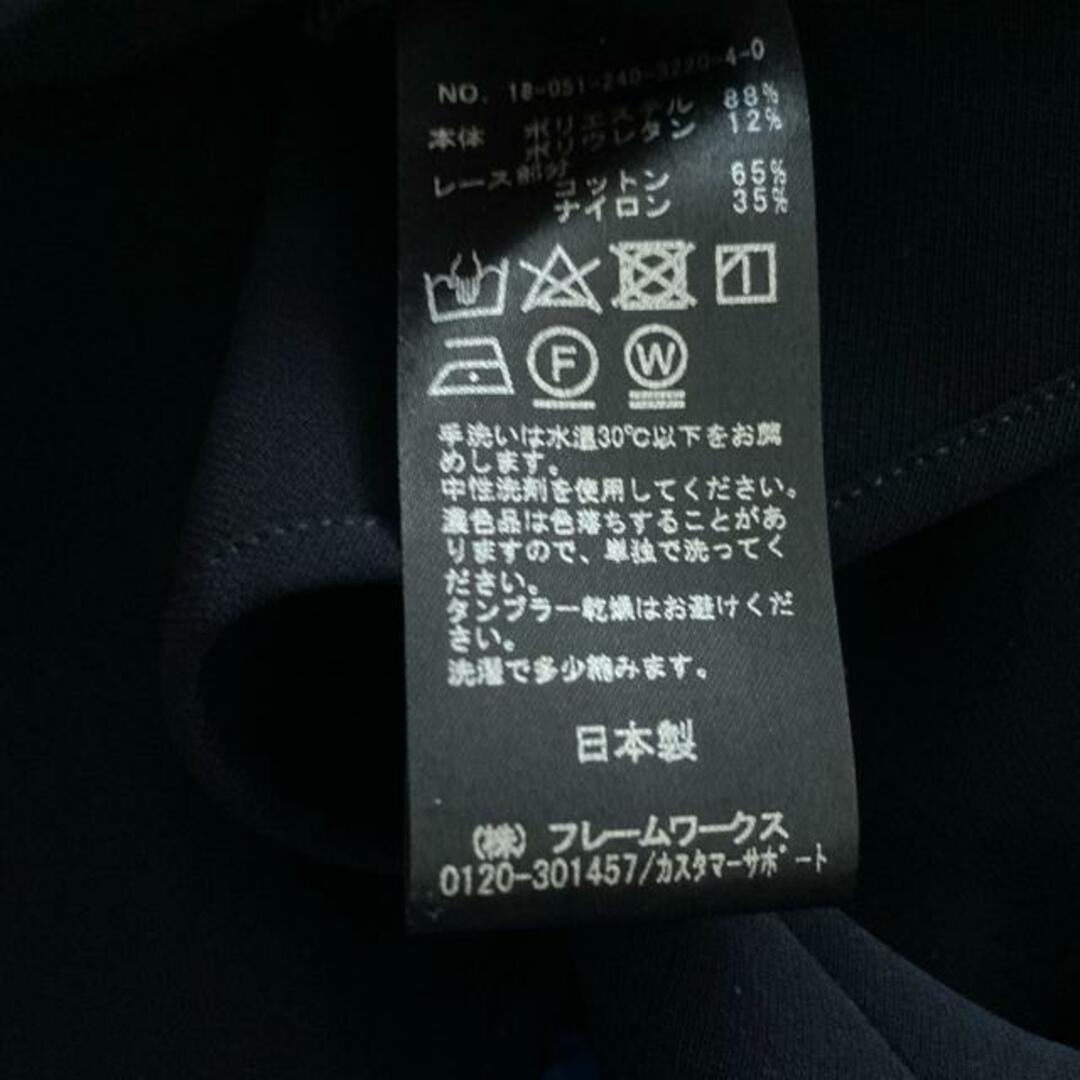 NO. 18-051-240-3220-4-0
本体 ポリエステル 88%
ポリウレタン 12%
レース部分 コットン 65%
ナイロン 35%
F W
手洗いは水温30℃以下をお薦
めします。
中性洗剤を使用してください。
濃色品は色落ちすることがあ
りますので、単独で洗ってく
ださい。
タンブラー乾燥はお避けくだ
さい。
洗濯で多少縮みます。
日本製
(株) フレームワークス
0120-301457/カスタマーサポート